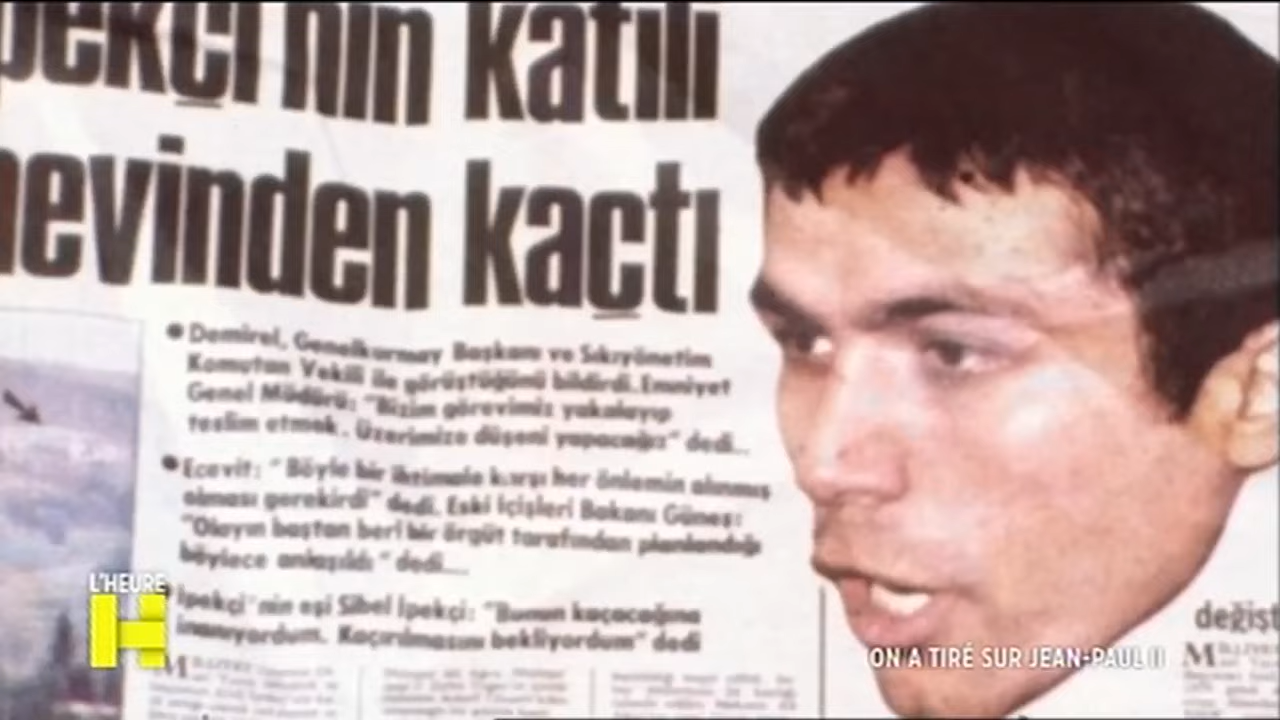 pekçi'nin katili
nevinden kaçtı
● Demirel, Genelkurmay Başkanı ve Sıkıyönetim
Komutan Vekili ile görüştüğünü bildirdi. Emniyet
Genel Müdürü: "Bizim görevimiz yakalayıp
teslim etmek. Üzerimize düşeni yapacağız" dedi...
● Ecevit: "Böyle bir ihtimale karşı her önlemin alınmış
olması gerekirdi" dedi. Eski İçişleri Bakanı Güneş:
"Olayın baştan beri bir örgüt tarafından planlandığı
böylece anlaşıldı" dedi....
İpekçi'nin eşi Sibel İpekçi: "Bunun kaçacağına
inanıyordum. Kaçırılmasını bekliyordum" dedi
değişt
L'HEURE
H
ON A TIRÉ SUR JEAN-PAUL II